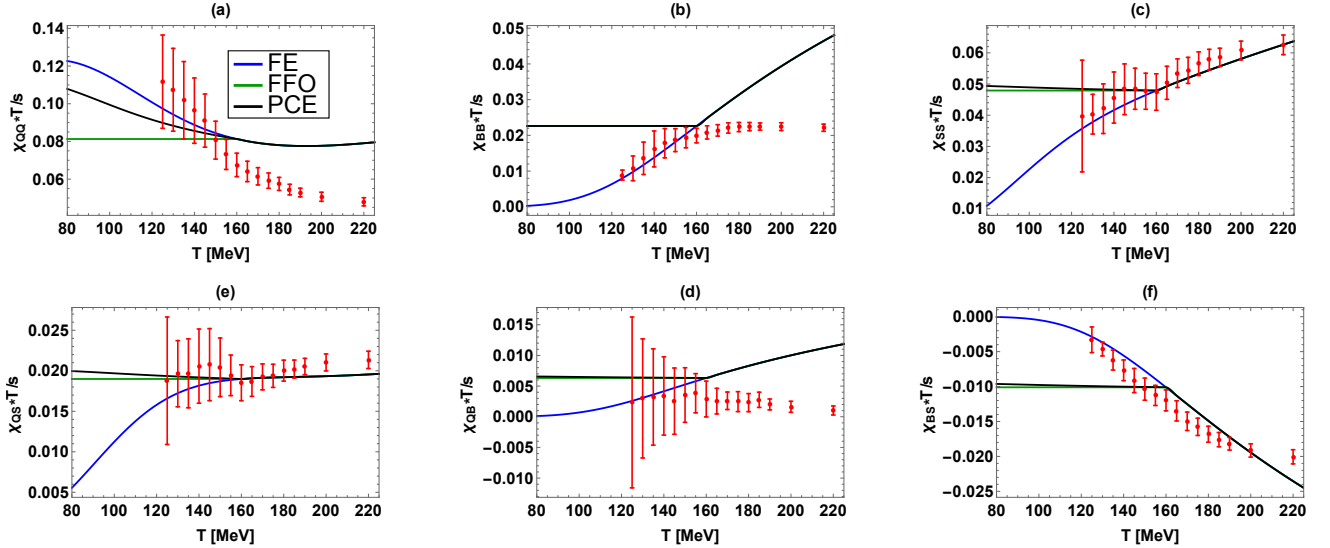 (a)
0.14
0.12
0.10
0.08
0.06
χQQ*T/s
FE
FFO
PCE
80 100 120 140 160 180 200 220
T [MeV]
(b)
0.05
0.04
0.03
0.02
0.01
0.00
χBB*T/s
80 100 120 140 160 180 200 220
T [MeV]
(c)
0.06
0.05
0.04
0.03
0.02
0.01
χSS*T/s
80 100 120 140 160 180 200 220
T [MeV]
(e)
0.025
0.020
0.015
0.010
0.005
χQS*T/s
80 100 120 140 160 180 200 220
T [MeV]
(d)
0.015
0.010
0.005
0.000
−0.005
−0.010
χQB*T/s
80 100 120 140 160 180 200 220
T [MeV]
(f)
0.000
−0.005
−0.010
−0.015
−0.020
−0.025
χBS*T/s
80 100 120 140 160 180 200 220
T [MeV]